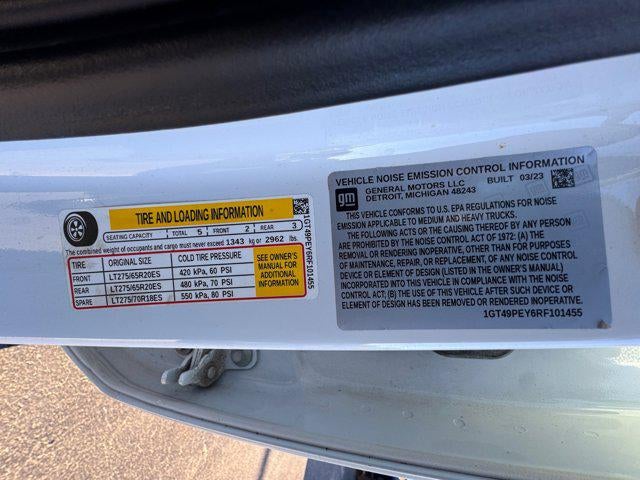 TIRE AND LOADING INFORMATION
SEATING CAPACITY TOTAL 5 FRONT 2 REAR 3
The combined weight of occupants and cargo must never exceed 1343 kg or 2962 lbs.
TIRE ORIGINAL SIZE COLD TIRE PRESSURE
FRONT LT275/65R20ES 420 kPa, 60 PSI
REAR LT275/65R20ES 480 kPa, 70 PSI
SPARE LT275/70R18ES 550 kPa, 80 PSI
SEE OWNER'S
MANUAL FOR
ADDITIONAL
INFORMATION
1GT49PEY6RF101455
VEHICLE NOISE EMISSION CONTROL INFORMATION
gm
GENERAL MOTORS LLC BUILT 03/23
DETROIT, MICHIGAN 48243
THIS VEHICLE CONFORMS TO U.S. EPA REGULATIONS FOR NOISE
EMISSION APPLICABLE TO MEDIUM AND HEAVY TRUCKS.
THE FOLLOWING ACTS OR THE CAUSING THEREOF BY ANY PERSON
ARE PROHIBITED BY THE NOISE CONTROL ACT OF 1972: (A) THE
REMOVAL OR RENDERING INOPERATIVE, OTHER THAN FOR PURPOSES
OF MAINTENANCE, REPAIR, OR REPLACEMENT, OF ANY NOISE CONTROL
DEVICE OR ELEMENT OF DESIGN (LISTED IN THE OWNER'S MANUAL)
INCORPORATED INTO THIS VEHICLE IN COMPLIANCE WITH THE NOISE
CONTROL ACT; (B) THE USE OF THIS VEHICLE AFTER SUCH DEVICE OR
ELEMENT OF DESIGN HAS BEEN REMOVED OR RENDERED INOPERATIVE.
1GT49PEY6RF101455